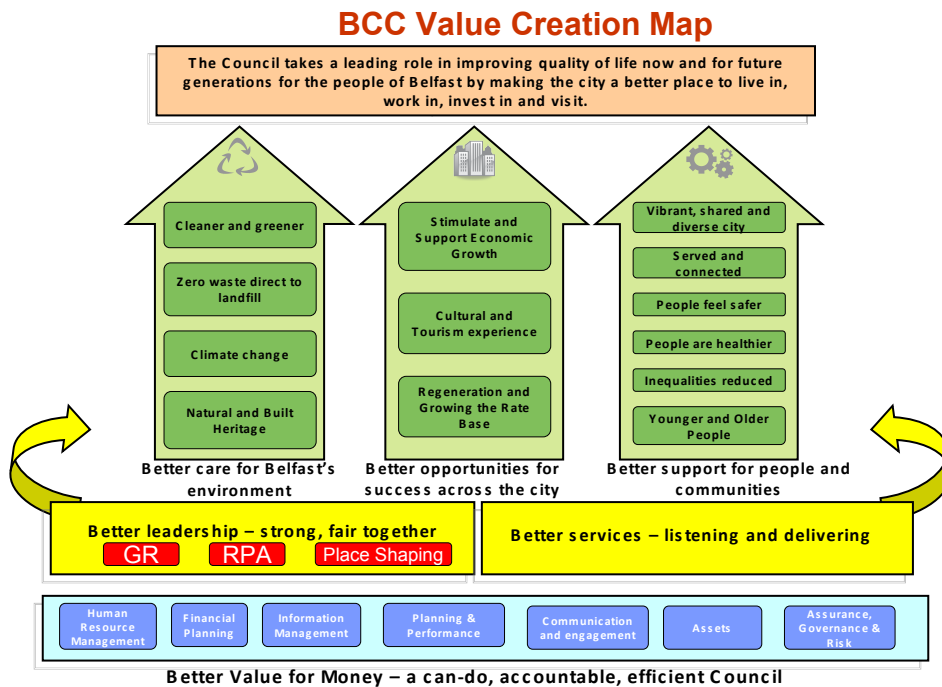 BCC Value Creation Map
The Council takes a leading role in improving quality of life now and for future
generations for the people of Belfast by making the city a better place to live in,
work in, invest in and visit.
Cleaner and greener
Zero waste direct to
landfill
Climate change
Natural and Built
Heritage
Better care for Belfast's
environment
Stimulate and
Support Economic
Growth
Cultural and
Tourism experience
Regeneration and
Growing the Rate
Base
Better opportunities for
success across the city
Vibrant, shared and
diverse city
Served and
connected
People feel safer
People are healthier
Inequalities reduced
Younger and Older
People
Better support for people and
communities
Better leadership – strong, fair together
GR
RPA
Place Shaping
Better services – listening and delivering
Human
Resource
Management
Financial
Planning
Information
Management
Planning &
Performance
Communication
and engagement
Assets
Assurance,
Governance &
Risk
Better Value for Money – a can-do, accountable, efficient Council